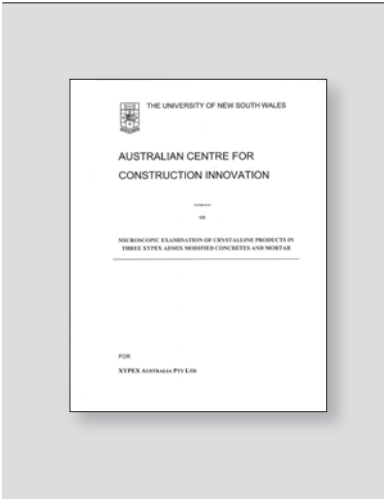 THE UNIVERSITY OF NEW SOUTH WALES
AUSTRALIAN CENTRE FOR
CONSTRUCTION INNOVATION
ON
MICROSCOPIC EXAMINATION OF CRYSTALLINE PRODUCTS IN
THREE XYPEX ADMIX MODIFIED CONCRETES AND MORTAR
FOR
XYPEX AUSTRALIA PTY LTD